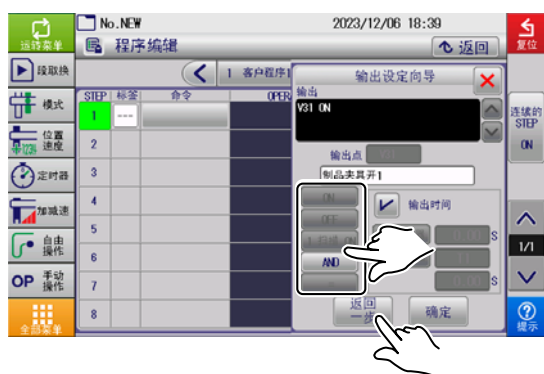 No.NEW
2023/12/06 18:39
运转菜单
程序编辑
返回
复位
段取换
1 客户程序1
模式
位置
速度
定时器
加减速
自由
操作
OP 手动
操作
全部菜单
STEP 标签 命令
1 ---
2
3
4
5
6
7
8
输出设定向导
输出
V31 ON
输出点 V31
制品夹具开1
ON
OFF
AND
输出时间
0.00 S
0.00 S
返回
一步
确定
连续的
STEP
ON
1/1
提示